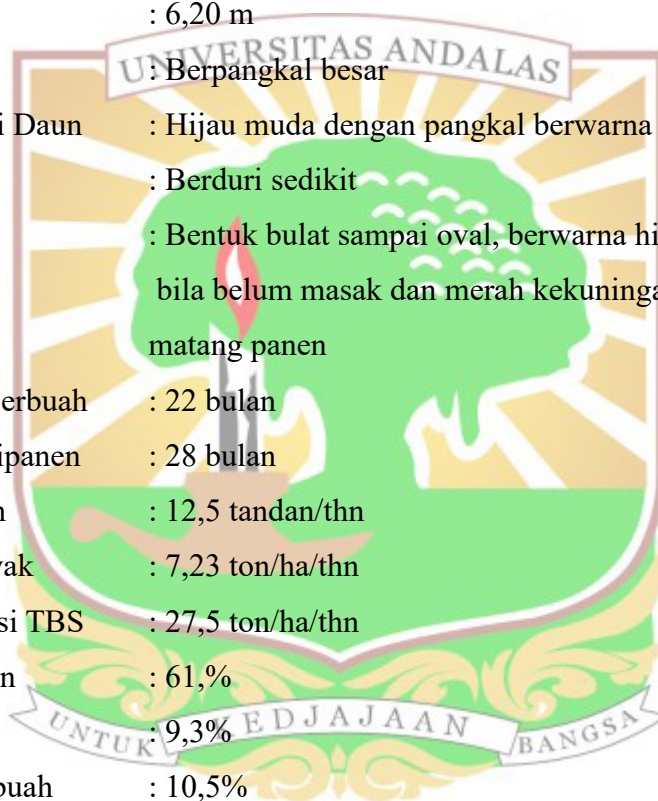 : 6,20 m
UNIVERSITAS ANDALAS
: Berpangkal besar
i Daun : Hijau muda dengan pangkal berwarna
: Berduri sedikit
: Bentuk bulat sampai oval, berwarna hi
bila belum masak dan merah kekuninga
matang panen
erbuah : 22 bulan
ipanen : 28 bulan
n : 12,5 tandan/thn
yak : 7,23 ton/ha/thn
si TBS : 27,5 ton/ha/thn
n : 61,%
: 9,3%
UNTUK KEDJAJAAN BANGSA
buah : 10,5%